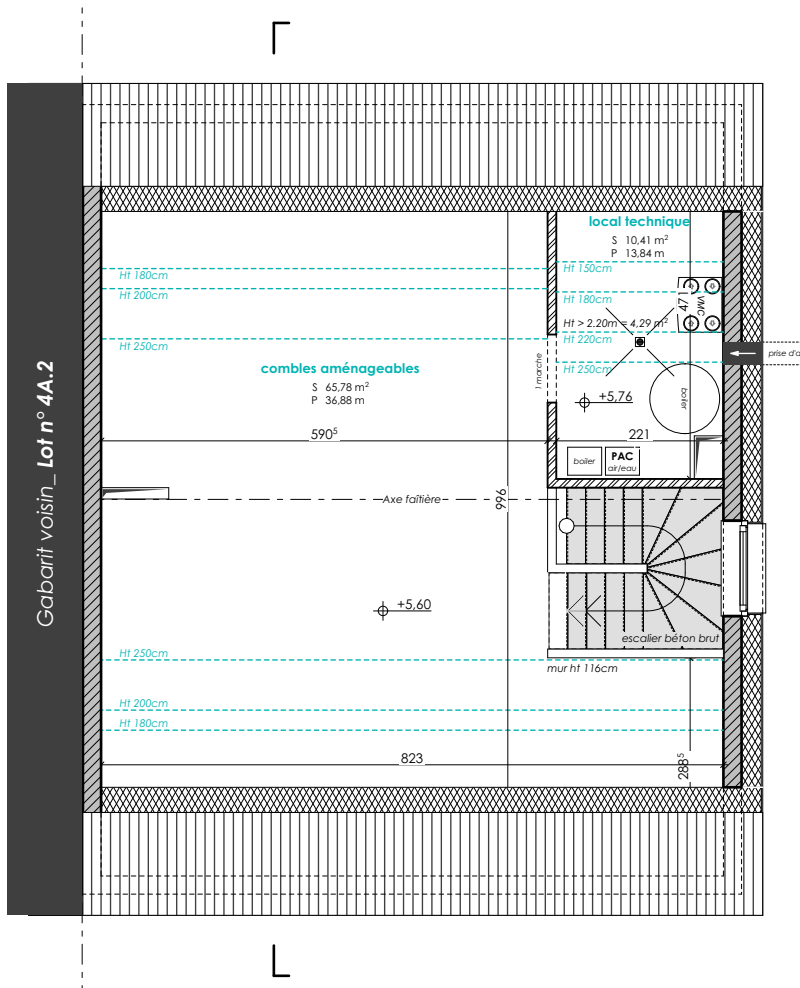 Gabarit voisin_ Lot n° 4A.2
local technique
S 10,41 m²
P 13,84 m
Ht 150cm
Ht 180cm
Ht > 2.20m = 4,29 m²
Ht 220cm
Ht 250cm
471
VMC
prise d'a
boiler
+5,76
1 marche
221
boiler
PAC
air/eau
Ht 180cm
Ht 200cm
Ht 250cm
combles aménageables
S 65,78 m²
P 36,88 m
590⁵
Axe faîtière
996
+5,60
escalier béton brut
mur ht 116cm
Ht 250cm
Ht 200cm
Ht 180cm
823
288⁵